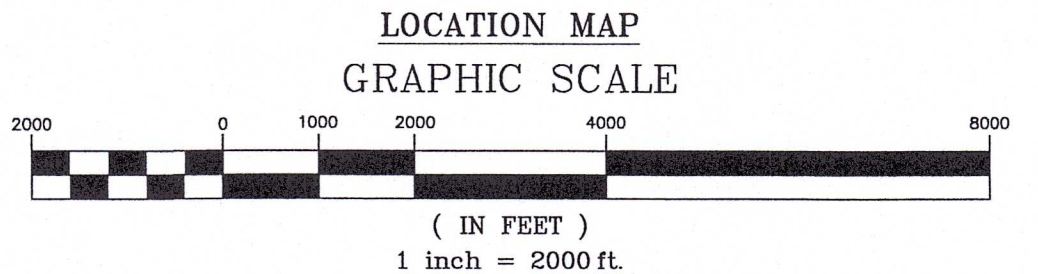 LOCATION MAP
GRAPHIC SCALE
2000 0 1000 2000 4000 8000
( IN FEET )
1 inch = 2000 ft.